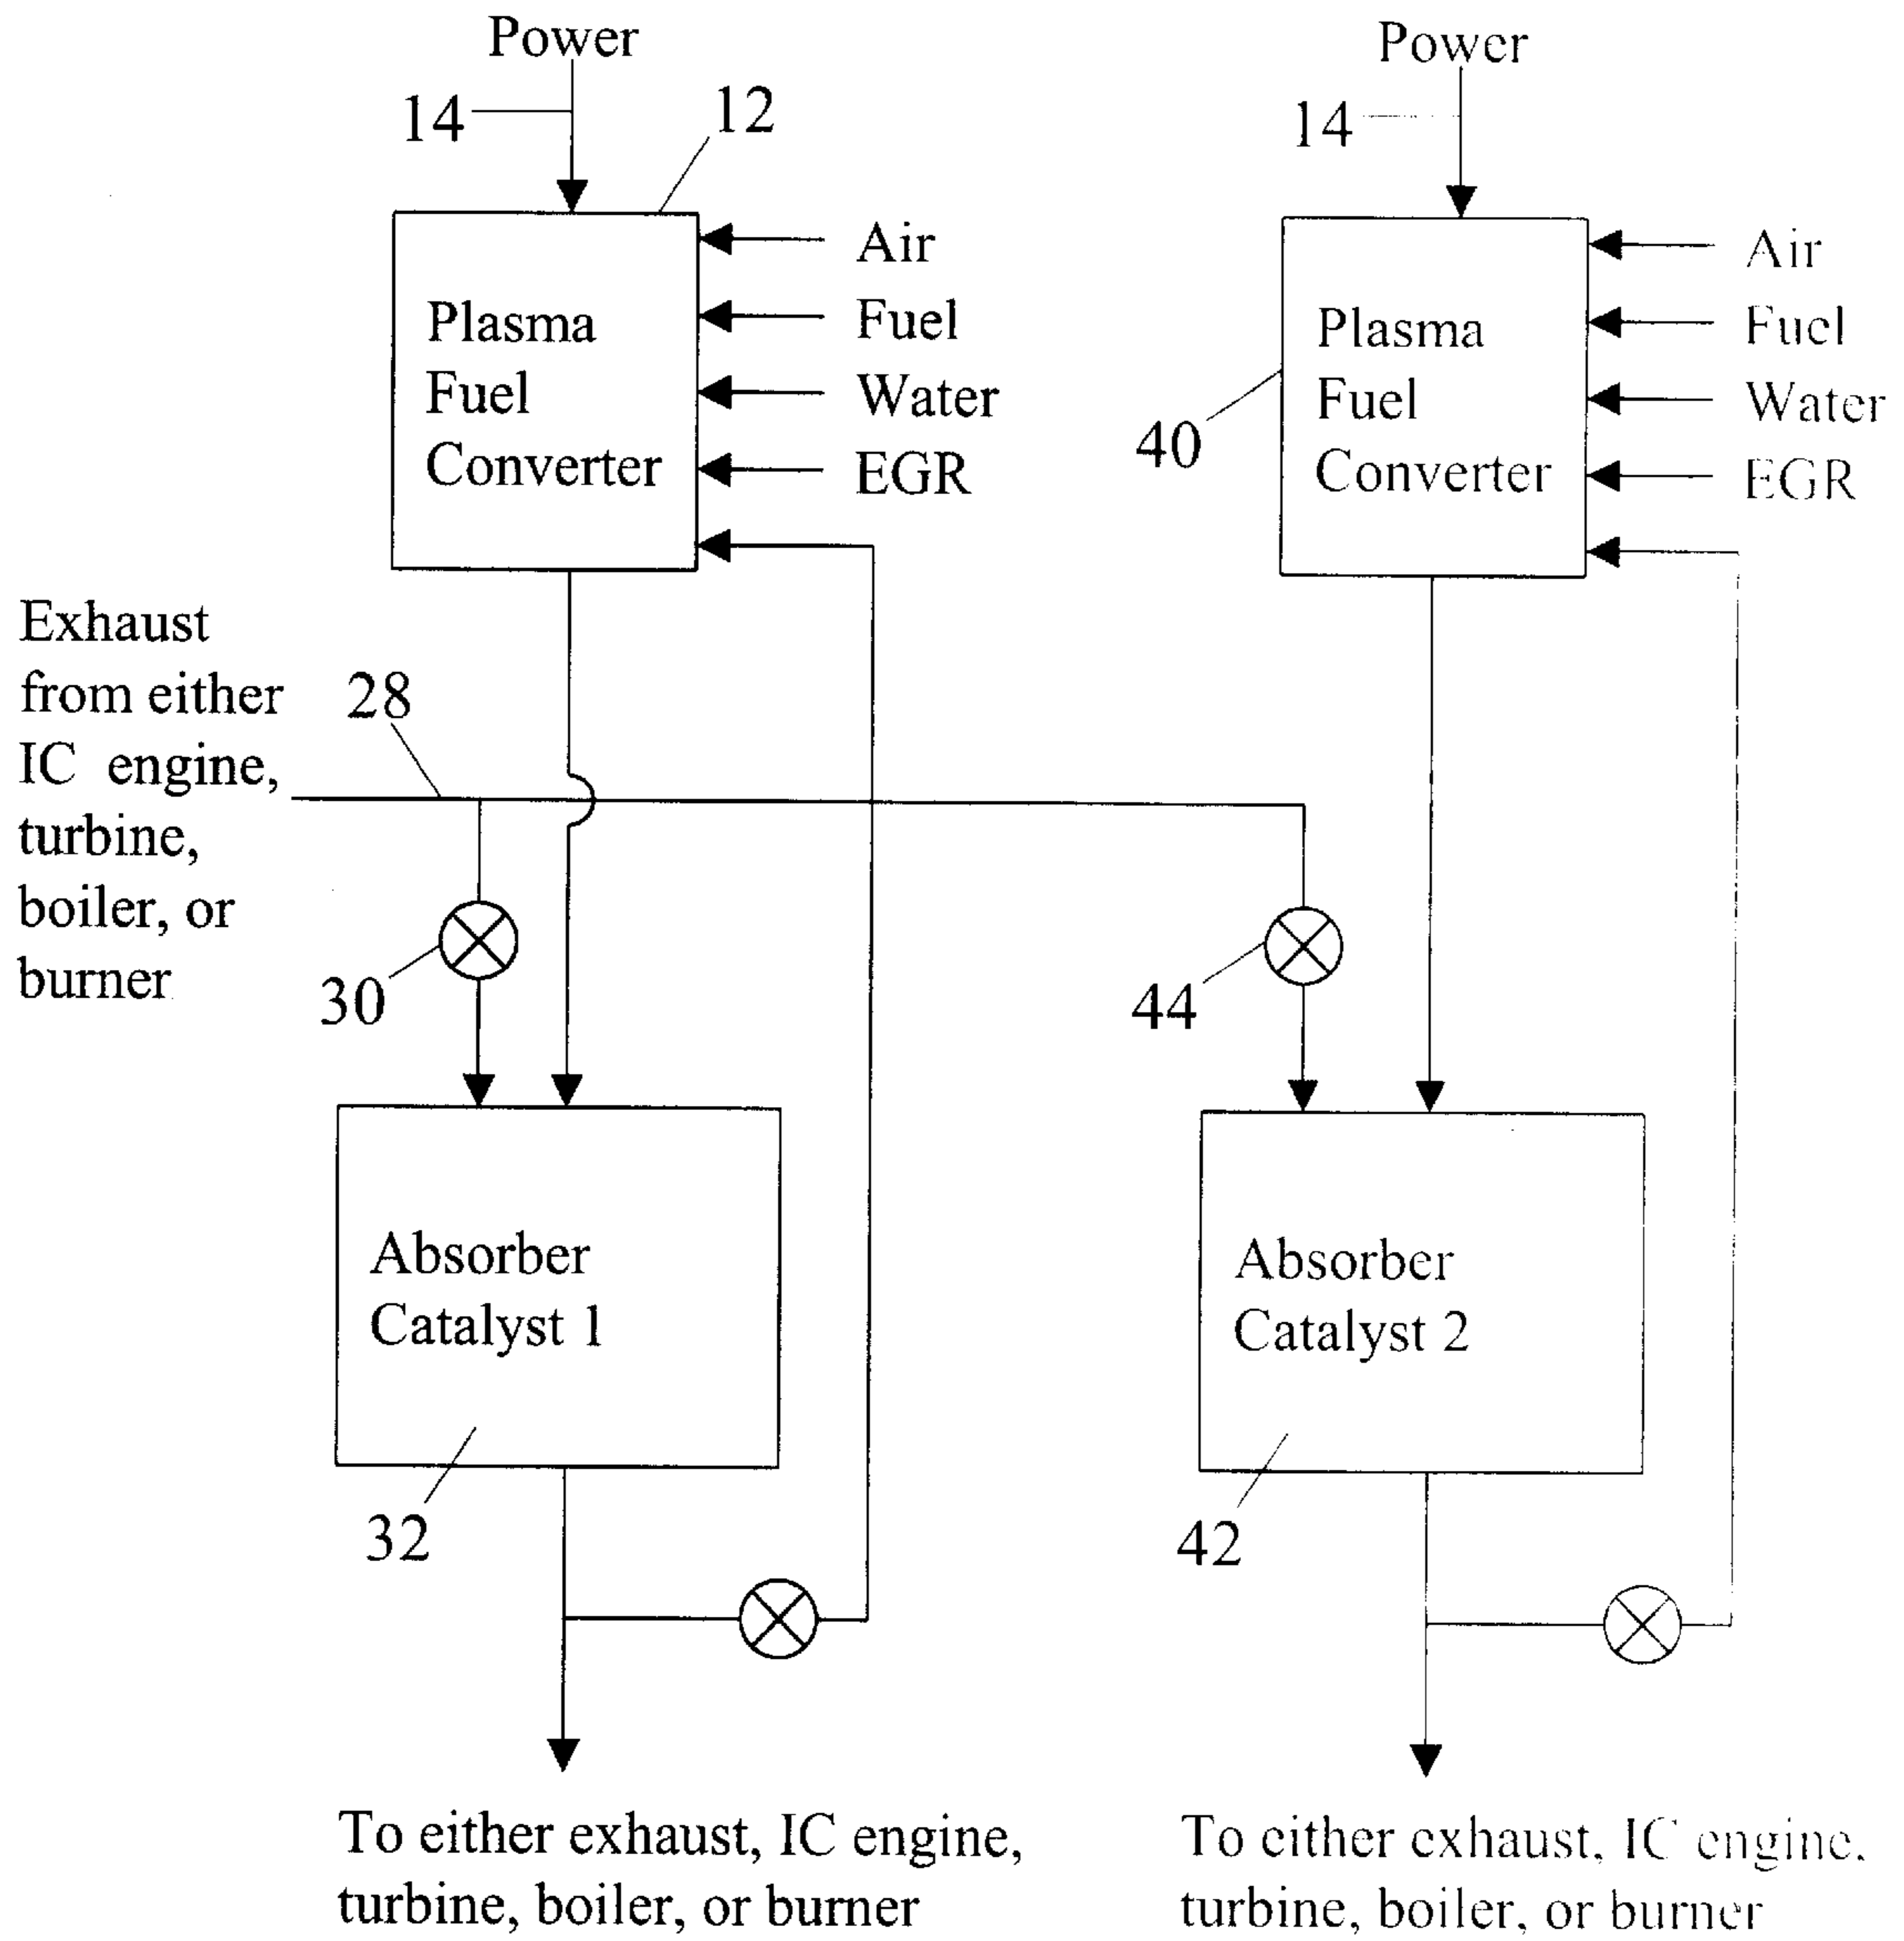 Power
14
12
Plasma
Fuel
Converter
Air
Fuel
Water
EGR
Power
14
40
Plasma
Fuel
Converter
Air
Fuel
Water
EGR
Exhaust
from either
IC engine,
turbine,
boiler, or
burner
28
30
44
Absorber
Catalyst 1
32
Absorber
Catalyst 2
42
To either exhaust, IC engine,
turbine, boiler, or burner
To either exhaust, IC engine,
turbine, boiler, or burner